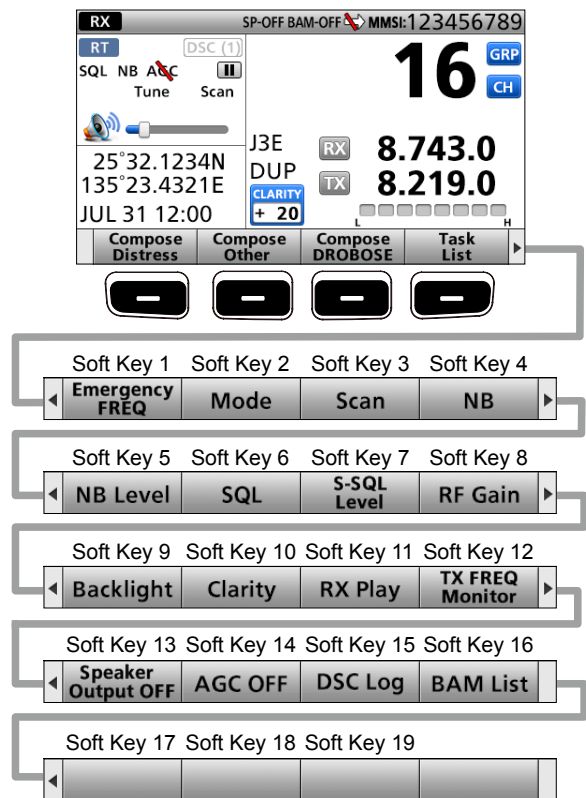 RX SP-OFF BAM-OFF MMSI:123456789
RT DSC (1)
SQL NB AGC
Tune Scan
16 GRP
CH
25°32.1234N
135°23.4321E
JUL 31 12:00
J3E
DUP
CLARITY
+ 20
RX 8.743.0
TX 8.219.0
L H
Compose Distress Compose Other Compose DROBOSE Task List
Soft Key 1 Soft Key 2 Soft Key 3 Soft Key 4
Emergency FREQ Mode Scan NB
Soft Key 5 Soft Key 6 Soft Key 7 Soft Key 8
NB Level SQL S-SQL Level RF Gain
Soft Key 9 Soft Key 10 Soft Key 11 Soft Key 12
Backlight Clarity RX Play TX FREQ Monitor
Soft Key 13 Soft Key 14 Soft Key 15 Soft Key 16
Speaker Output OFF AGC OFF DSC Log BAM List
Soft Key 17 Soft Key 18 Soft Key 19